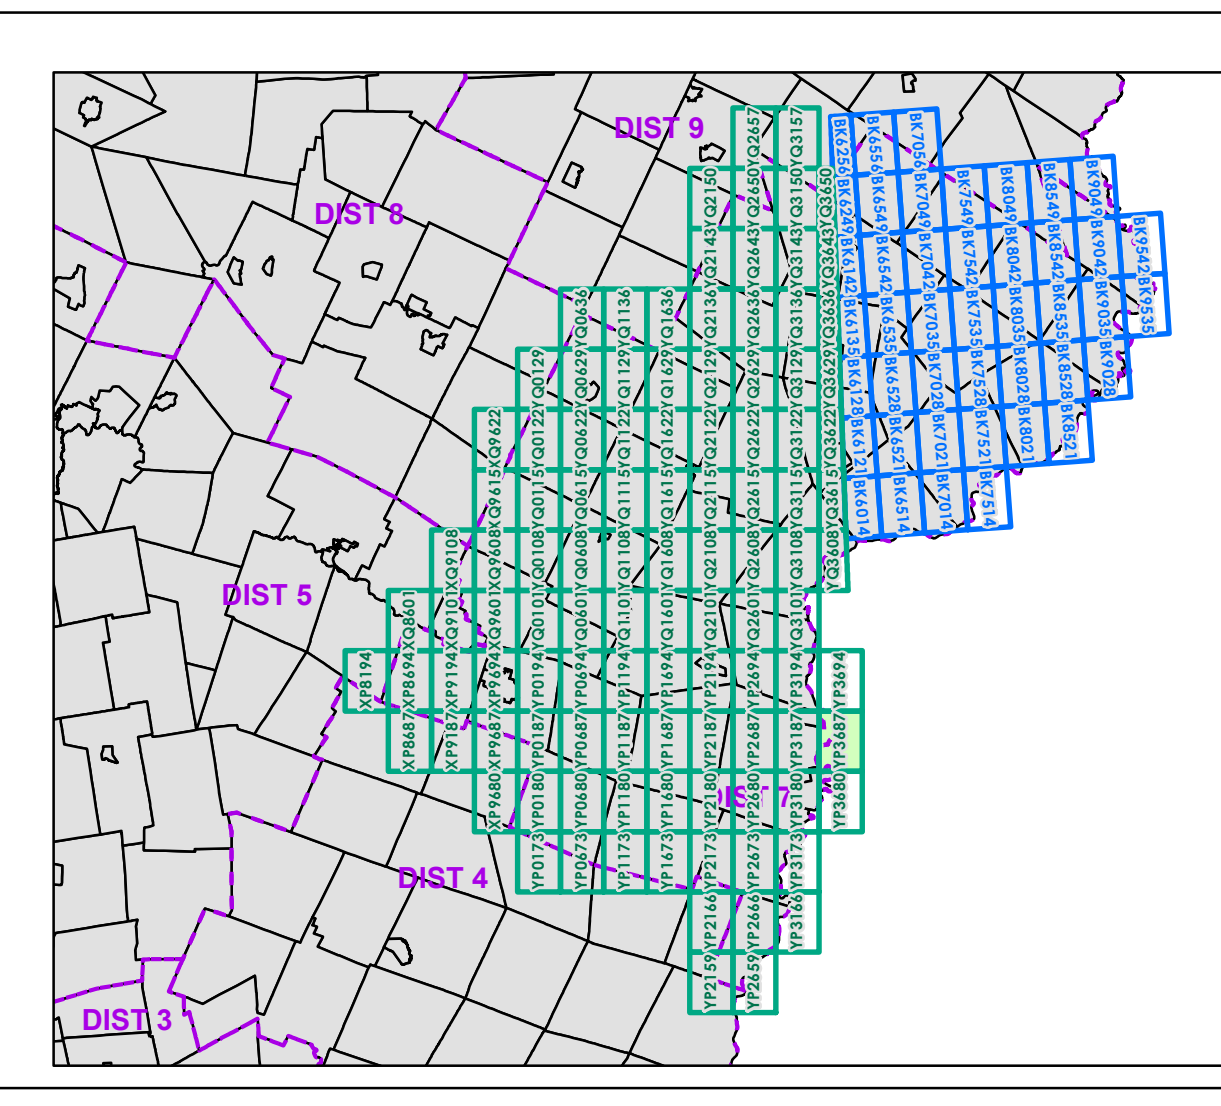 DIST 9
DIST 8
DIST 5
DIST 7
DIST 4
DIST 3
YQ2657 YQ3157
YQ2150 YQ2650 YQ3150 YQ3650
YQ2143 YQ2643 YQ3143 YQ3643
YQ0636 YQ1136 YQ1636 YQ2136 YQ2636 YQ3136 YQ3636
YQ0129 YQ0629 YQ1129 YQ1629 YQ2129 YQ2629 YQ3129 YQ3629
XQ9622 YQ0122 YQ0622 YQ1122 YQ1622 YQ2122 YQ2622 YQ3122 YQ3622
XQ9615 YQ0115 YQ0615 YQ1115 YQ1615 YQ2115 YQ2615 YQ3115 YQ3615
XQ9108 XQ9608 YQ0108 YQ0608 YQ1108 YQ1608 YQ2108 YQ2608 YQ3108 YQ3608
XQ8601 XQ9101 XQ9601 YQ0101 YQ0601 YQ1101 YQ1601 YQ2101 YQ2601 YQ3101
XP8194 XP8694 XP9194 XP9694 YP0194 YP0694 YP1194 YP1694 YP2194 YP2694 YP3194 YP3694
XP8687 XP9187 XP9687 YP0187 YP0687 YP1187 YP1687 YP2187 YP2687 YP3187 YP3687
XP9680 YP0180 YP0680 YP1180 YP1680 YP2180 YP2680 YP3180 YP3680
YP0173 YP0673 YP1173 YP1673 YP2173 YP2673 YP3173
YP2166 YP2666 YP3166
YP2159 YP2659
BK6256 BK6556 BK7056
BK6249 BK6549 BK7049 BK7549 BK8049 BK8549 BK9049
BK6142 BK6542 BK7042 BK7542 BK8042 BK8542 BK9042 BK9542
BK6135 BK6535 BK7035 BK7535 BK8035 BK8535 BK9035 BK9535
BK6128 BK6528 BK7028 BK7528 BK8028 BK8528 BK9028
BK6121 BK6521 BK7021 BK7521 BK8021 BK8521
BK6014 BK6514 BK7014 BK7514